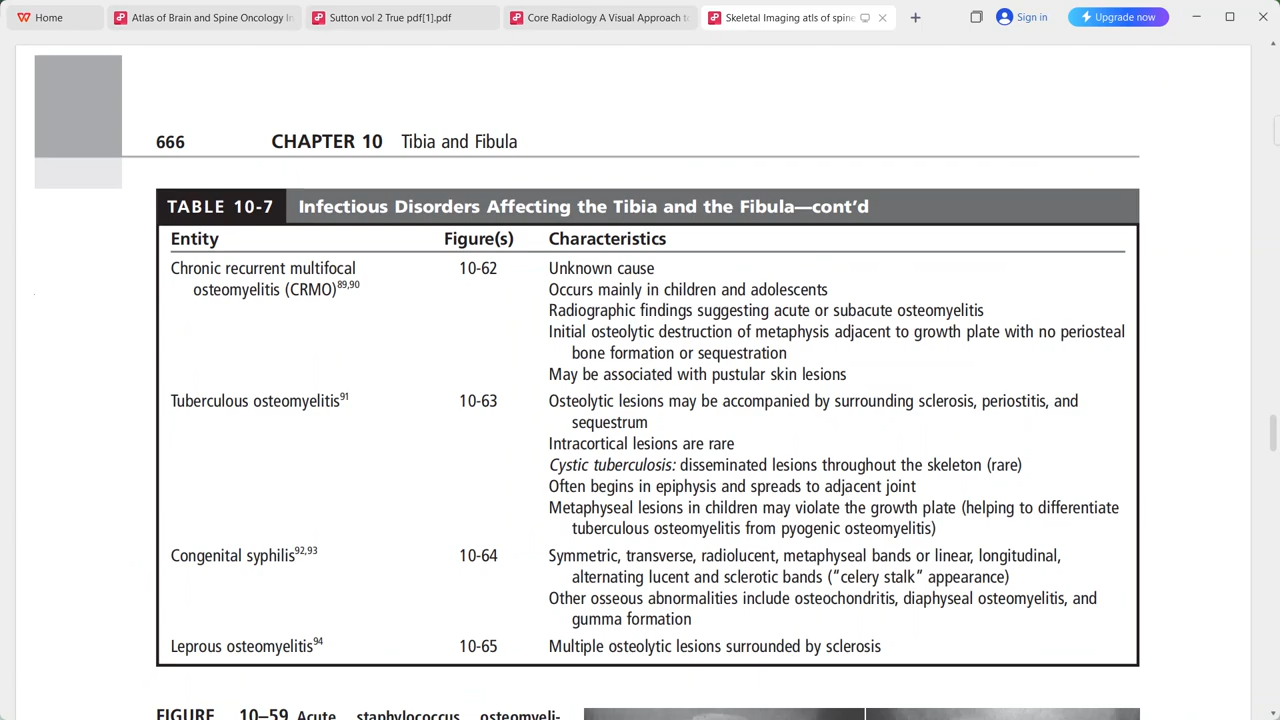 Home
Atlas of Brain and Spine Oncology In
Sutton vol 2 True pdf[1].pdf
Core Radiology A Visual Approach to
Skeletal Imaging atls of spine
Sign in
Upgrade now
666 CHAPTER 10 Tibia and Fibula
TABLE 10-7 Infectious Disorders Affecting the Tibia and the Fibula—cont'd
Entity Figure(s) Characteristics
Chronic recurrent multifocal 10-62 Unknown cause
osteomyelitis (CRMO)89,90 Occurs mainly in children and adolescents
Radiographic findings suggesting acute or subacute osteomyelitis
Initial osteolytic destruction of metaphysis adjacent to growth plate with no periosteal
bone formation or sequestration
May be associated with pustular skin lesions
Tuberculous osteomyelitis91 10-63 Osteolytic lesions may be accompanied by surrounding sclerosis, periostitis, and
sequestrum
Intracortical lesions are rare
Cystic tuberculosis: disseminated lesions throughout the skeleton (rare)
Often begins in epiphysis and spreads to adjacent joint
Metaphyseal lesions in children may violate the growth plate (helping to differentiate
tuberculous osteomyelitis from pyogenic osteomyelitis)
Congenital syphilis92,93 10-64 Symmetric, transverse, radiolucent, metaphyseal bands or linear, longitudinal,
alternating lucent and sclerotic bands ("celery stalk" appearance)
Other osseous abnormalities include osteochondritis, diaphyseal osteomyelitis, and
gumma formation
Leprous osteomyelitis94 10-65 Multiple osteolytic lesions surrounded by sclerosis
FIGURE 10–59 Acute staphylococcus osteomyeli-